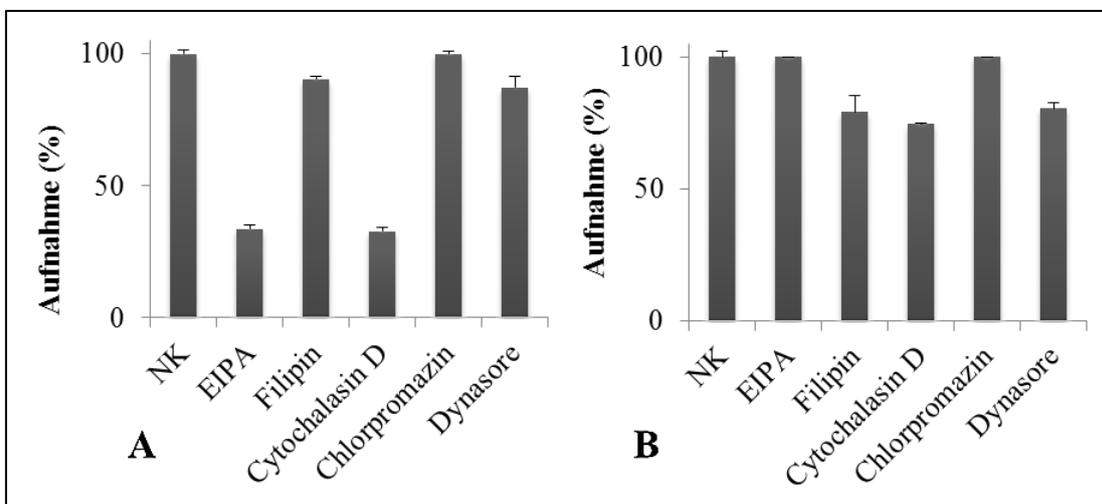 Aufnahme (%)
100
50
0
NK
EIPA
Filipin
Cytochalasin D
Chlorpromazin
Dynasore
A
Aufnahme (%)
100
50
0
NK
EIPA
Filipin
Cytochalasin D
Chlorpromazin
Dynasore
B